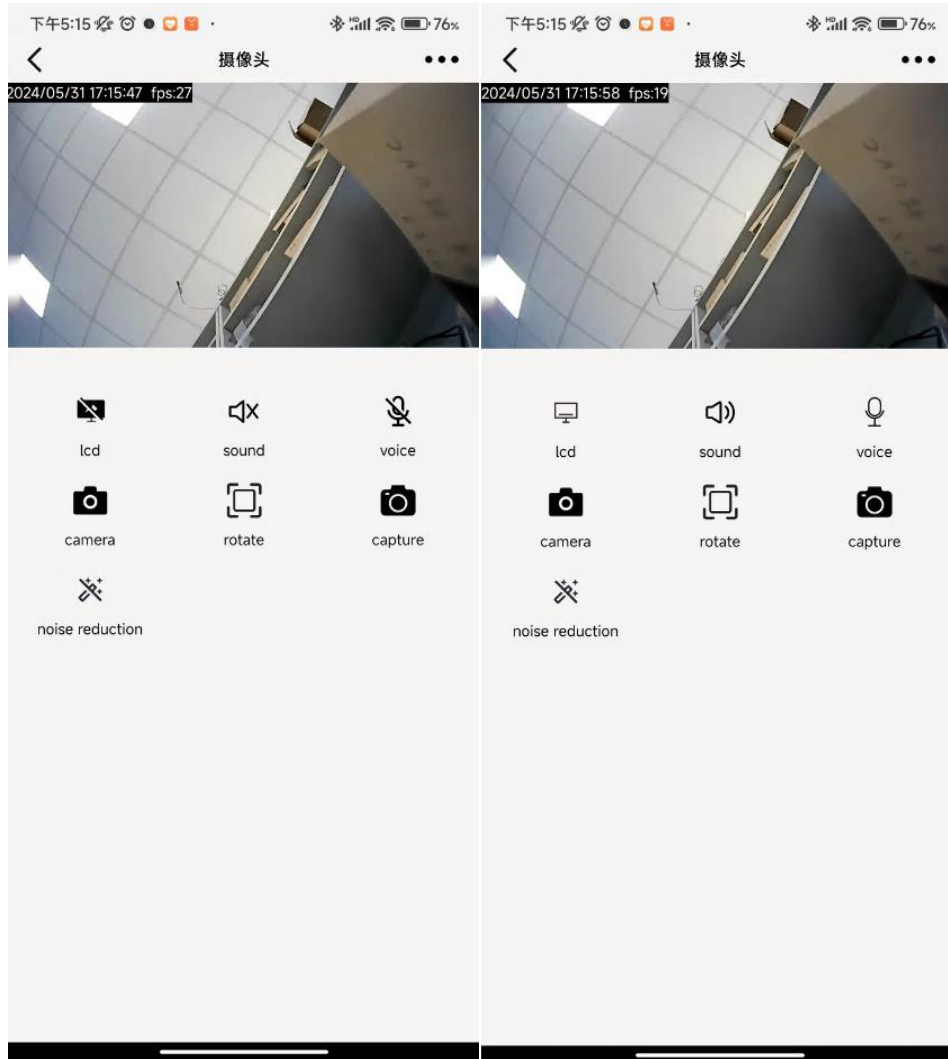 下午5:15 76%
摄像头
2024/05/31 17:15:47 fps:27
lcd sound voice
camera rotate capture
noise reduction
下午5:15 76%
摄像头
2024/05/31 17:15:58 fps:19
lcd sound voice
camera rotate capture
noise reduction